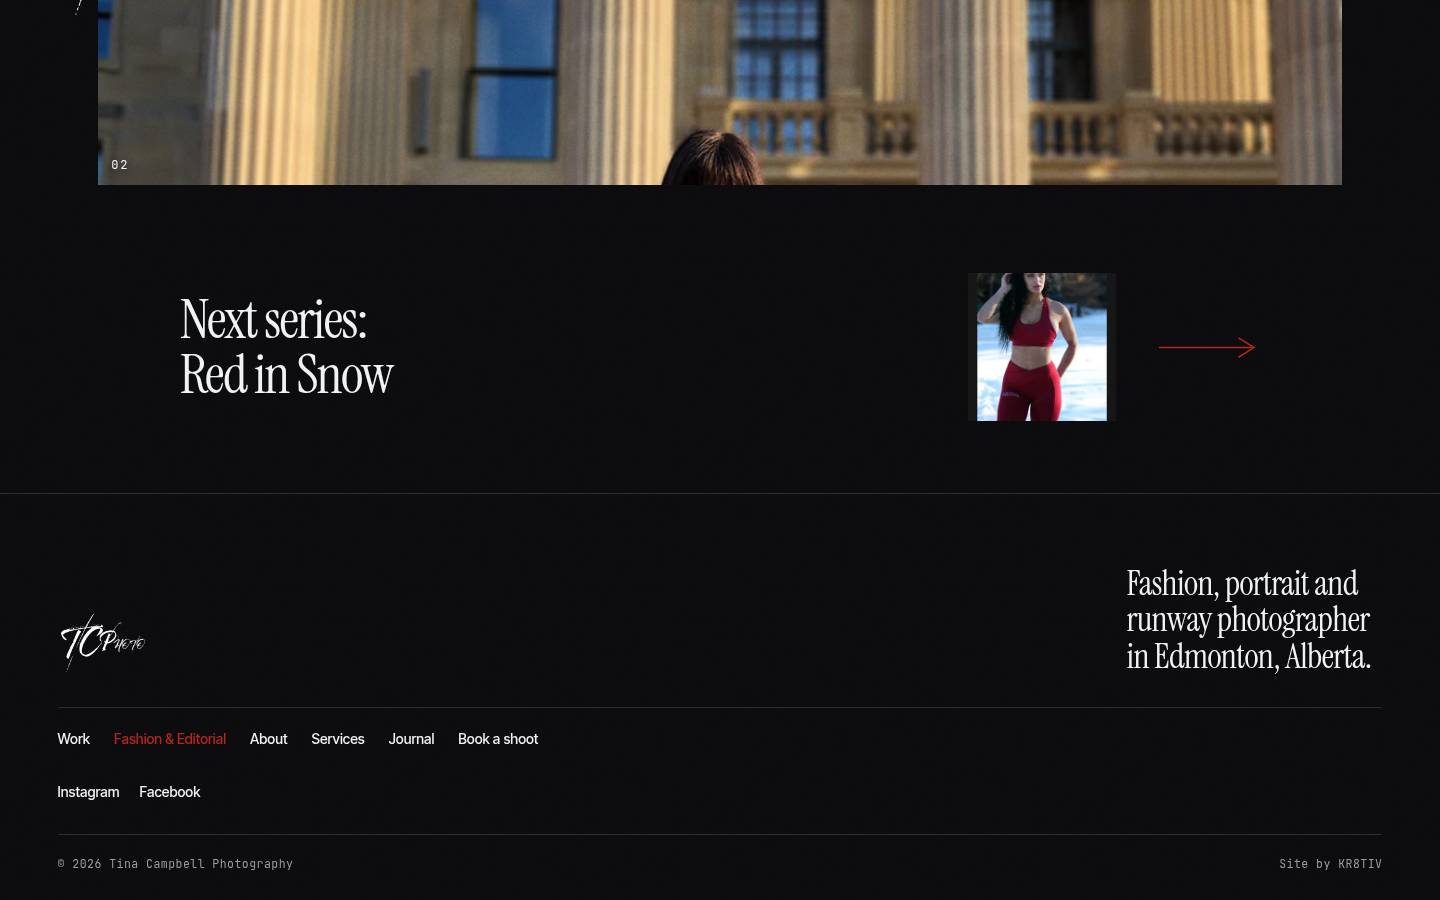 02
Next series:
Red in Snow
Fashion, portrait and
runway photographer
in Edmonton, Alberta.
TCPhoto
Work Fashion & Editorial About Services Journal Book a shoot
Instagram Facebook
© 2026 Tina Campbell Photography
Site by KR8TIV